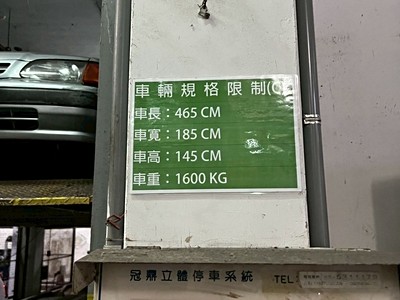 車輛規格限制(C
車長：465 CM
車寬：185 CM
車高：145 CM
車重：1600 KG
冠鼎立體停車系統 TEL